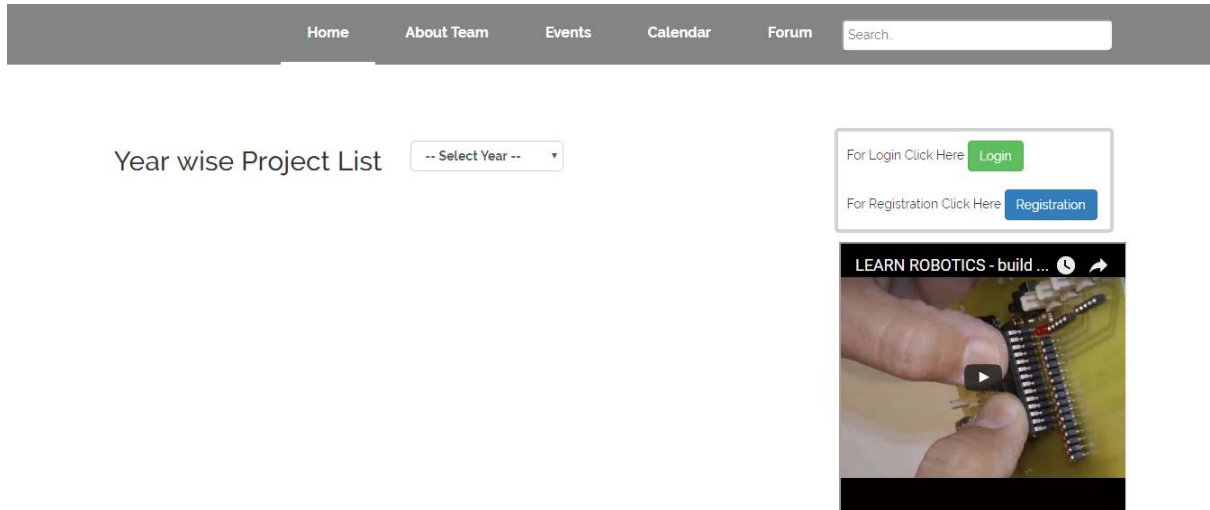 Home About Team Events Calendar Forum Search..
Year wise Project List -- Select Year --
For Login Click Here Login
For Registration Click Here Registration
LEARN ROBOTICS - build ...